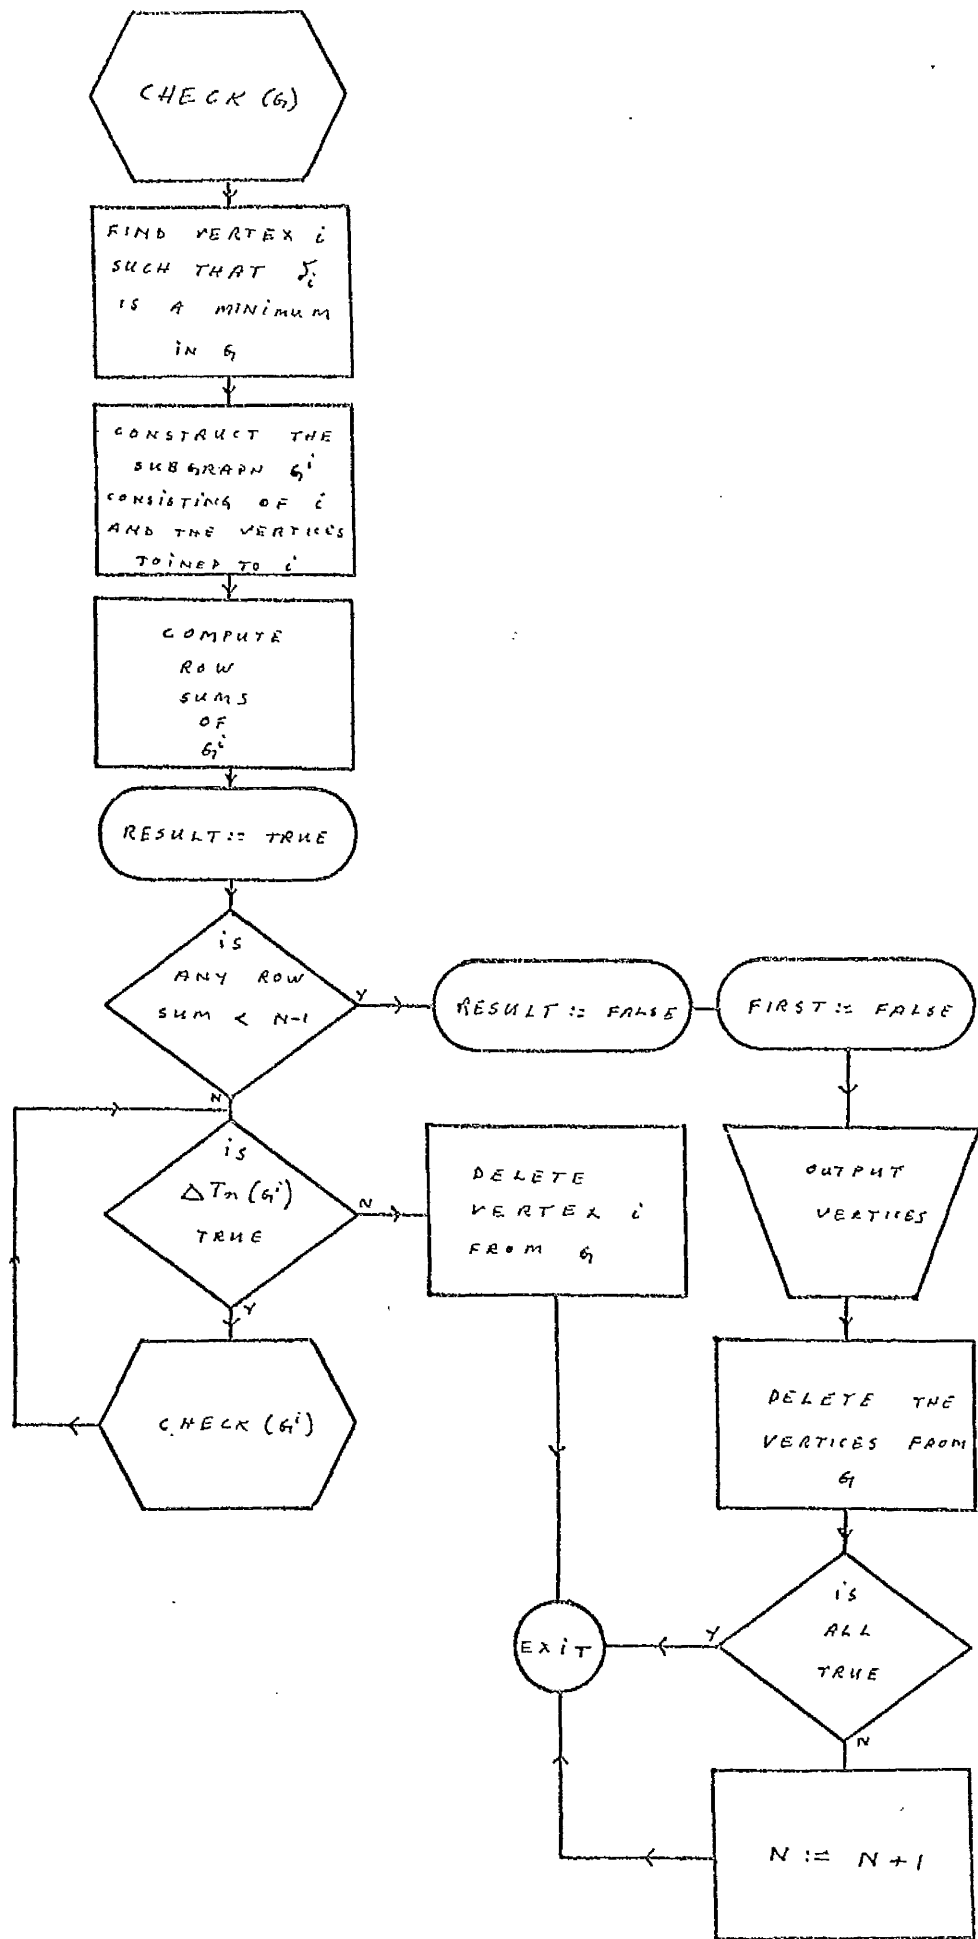 CHECK (G)
FIND VERTEX i
SUCH THAT δi
IS A MINIMUM
IN G
CONSTRUCT THE
SUBGRAPH Gⁱ
CONSISTING OF i
AND THE VERTICES
JOINED TO i
COMPUTE
ROW
SUMS
OF
Gⁱ
RESULT := TRUE
is
ANY ROW
SUM < N-1
Y
RESULT := FALSE
FIRST := FALSE
N
is
ΔTn (Gⁱ)
TRUE
N
DELETE
VERTEX i
FROM G
OUTPUT
VERTICES
Y
CHECK (Gⁱ)
DELETE THE
VERTICES FROM
G
is
ALL
TRUE
Y
EXIT
N
N := N+1